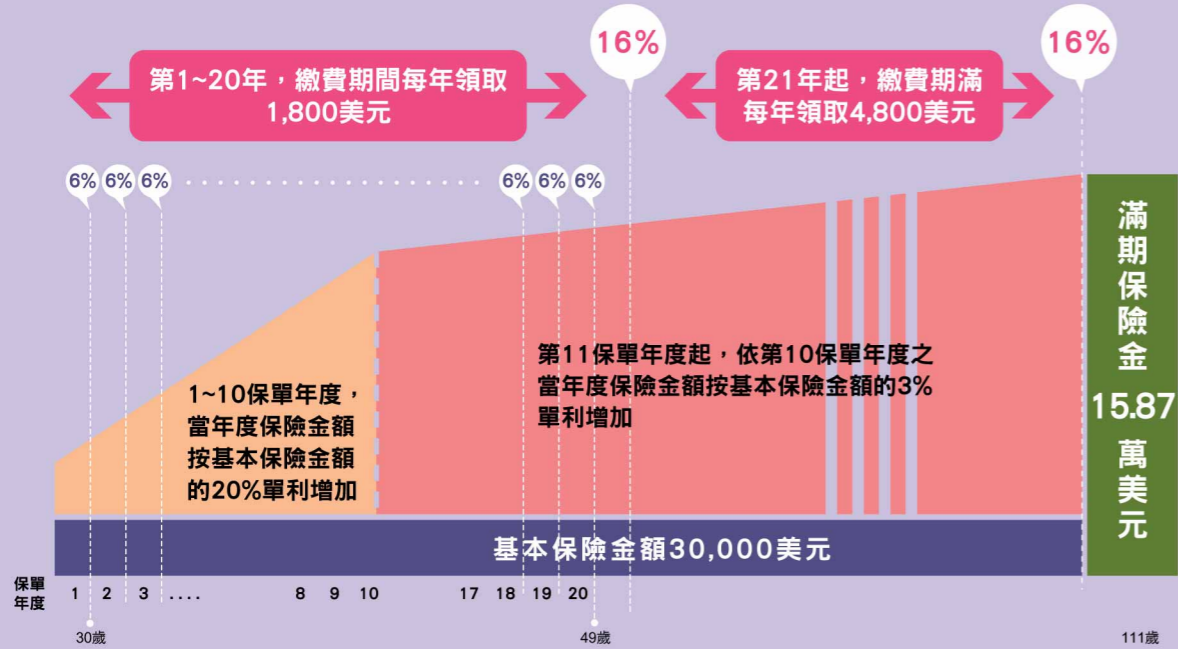 16%
16%
第1~20年，繳費期間每年領取
1,800美元
第21年起，繳費期滿
每年領取4,800美元
6% 6% 6% 6% 6% 6%
1~10保單年度，
當年度保險金額
按基本保險金額
的20%單利增加
第11保單年度起，依第10保單年度之
當年度保險金額按基本保險金額的3%
單利增加
滿期保險金
15.87
萬美元
基本保險金額30,000美元
保單
年度
1 2 3 .... 8 9 10 17 18 19 20
30歲 49歲 111歲